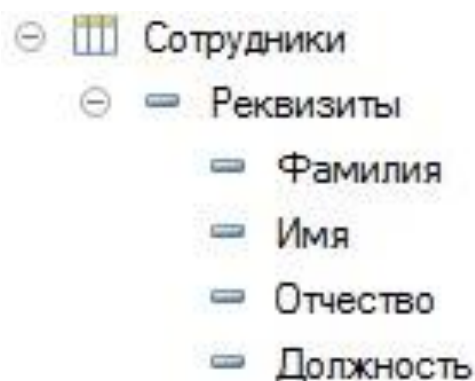 Сотрудники
Реквизиты
Фамилия
Имя
Отчество
Должность